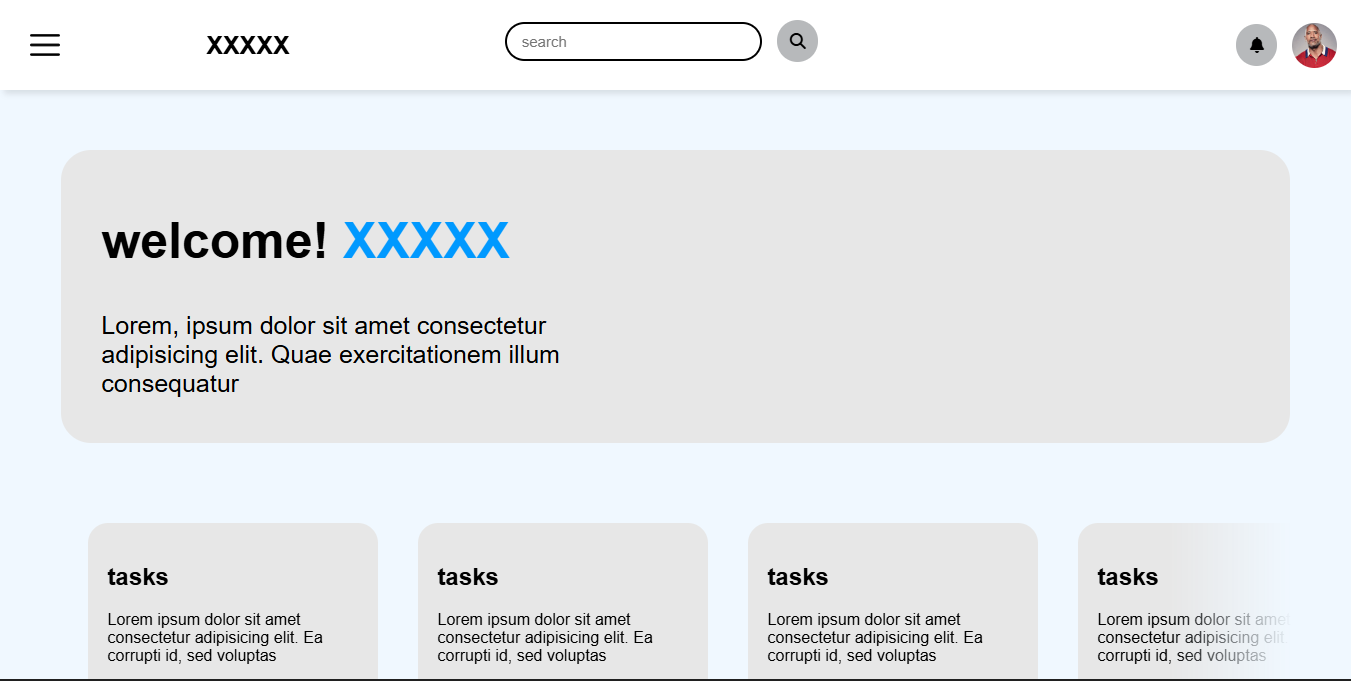 XXXXX
search
welcome! XXXXX
Lorem, ipsum dolor sit amet consectetur
adipisicing elit. Quae exercitationem illum
consequatur
tasks
Lorem ipsum dolor sit amet
consectetur adipisicing elit. Ea
corrupti id, sed voluptas
tasks
Lorem ipsum dolor sit amet
consectetur adipisicing elit. Ea
corrupti id, sed voluptas
tasks
Lorem ipsum dolor sit amet
consectetur adipisicing elit. Ea
corrupti id, sed voluptas
tasks
Lorem ipsum dolor sit amet
consectetur adipisicing elit.
corrupti id, sed voluptas